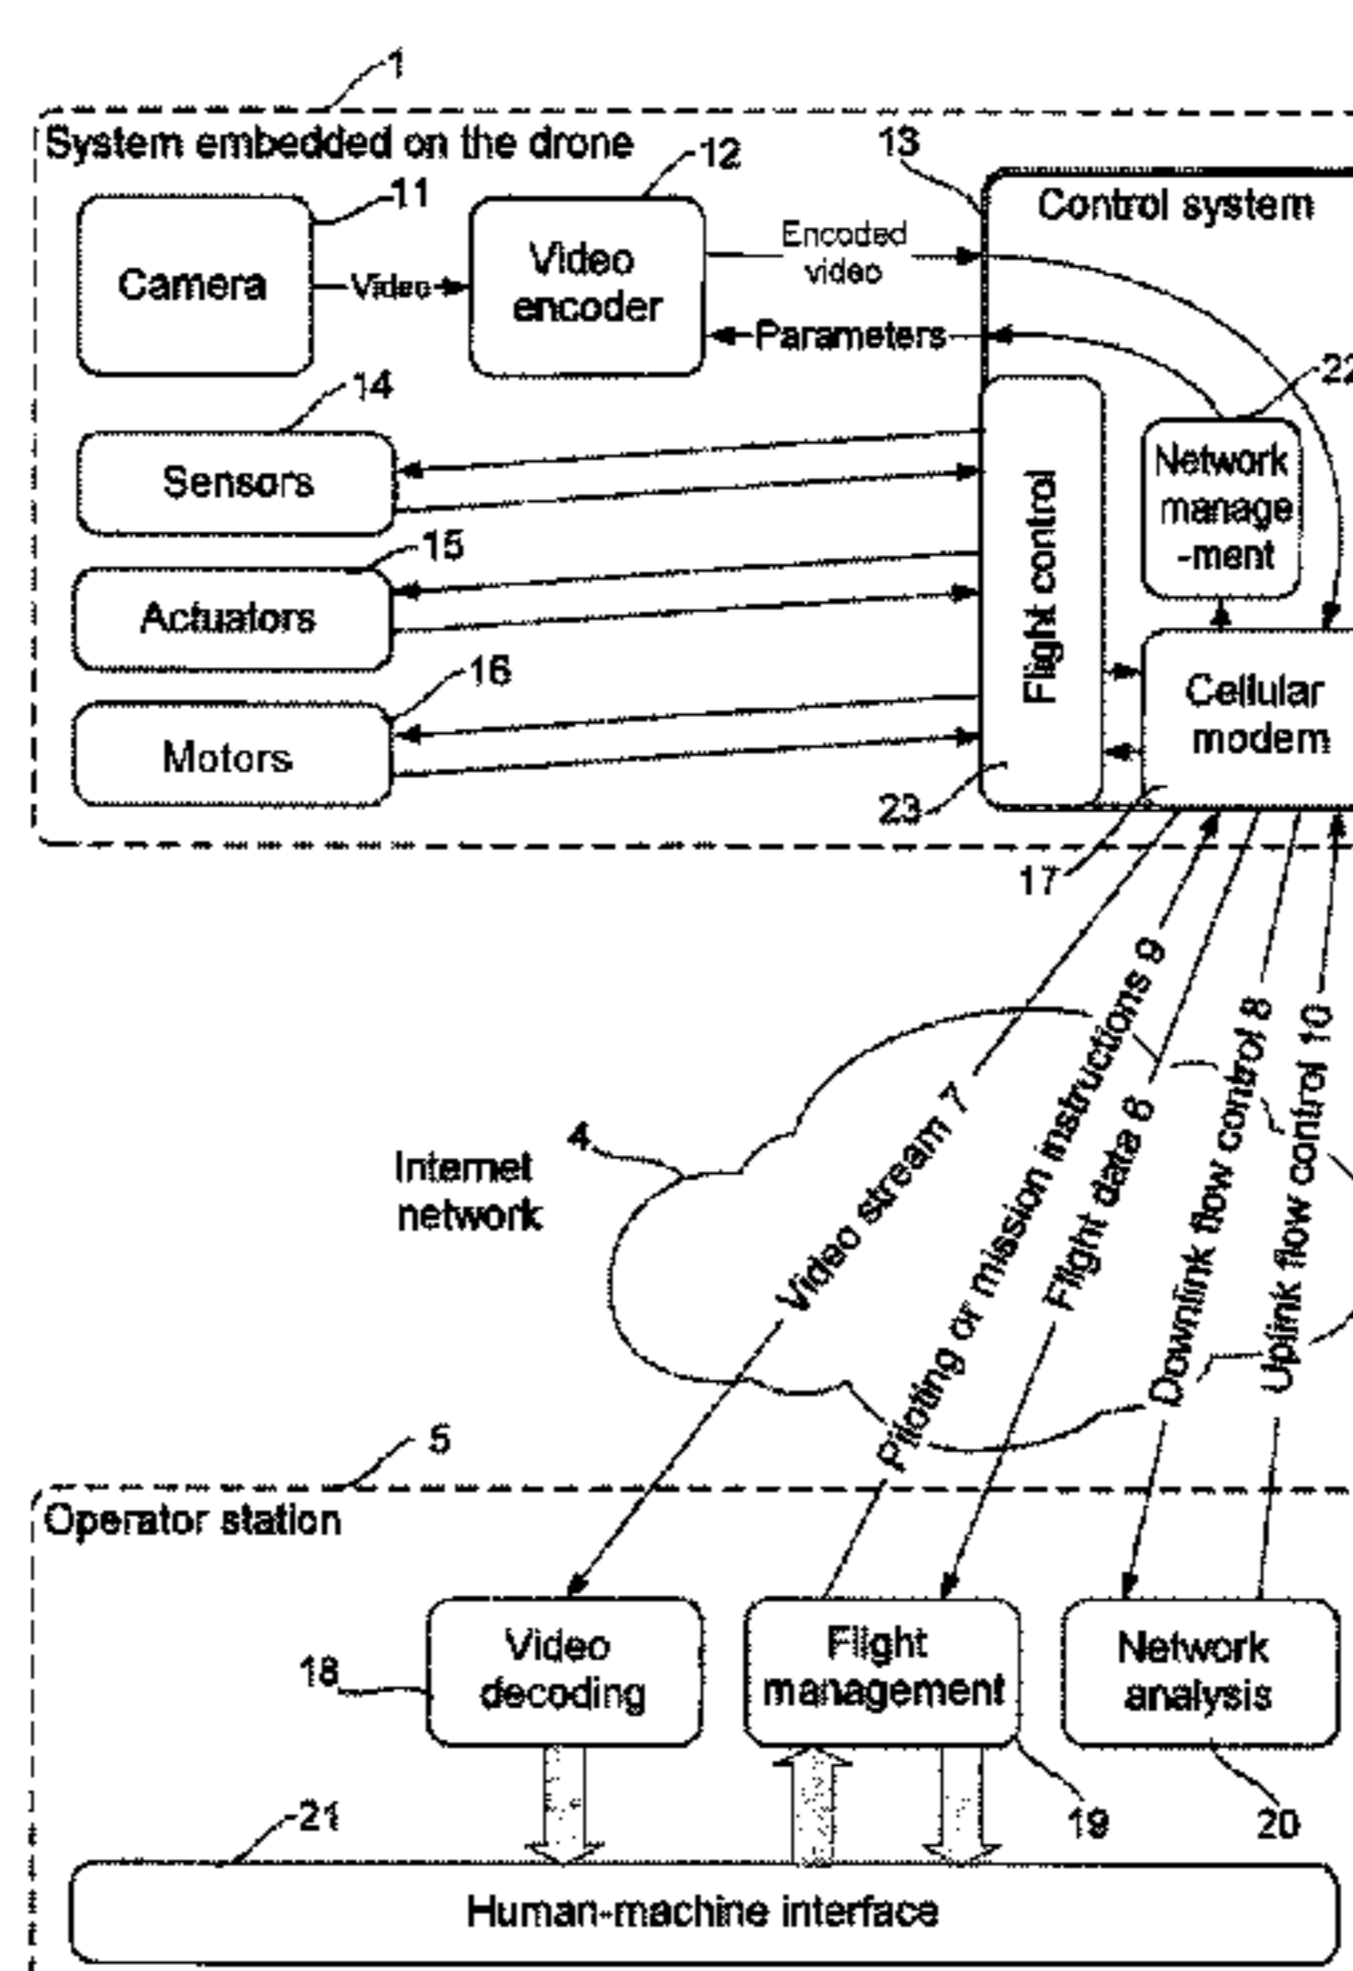 1
System embedded on the drone
12
13
11
Control system
Camera
Video
Video
encoder
Encoded
video
Parameters
22
14
Sensors
Network
manage
-ment
Flight control
15
Actuators
16
Motors
Cellular
modem
23
17
Video stream 7
Piloting or mission instructions 9
Flight data 6
Downlink flow control 8
Uplink flow control 10
4
Internet
network
5
Operator station
Video
decoding
18
Flight
management
Network
analysis
19
20
21
Human-machine interface